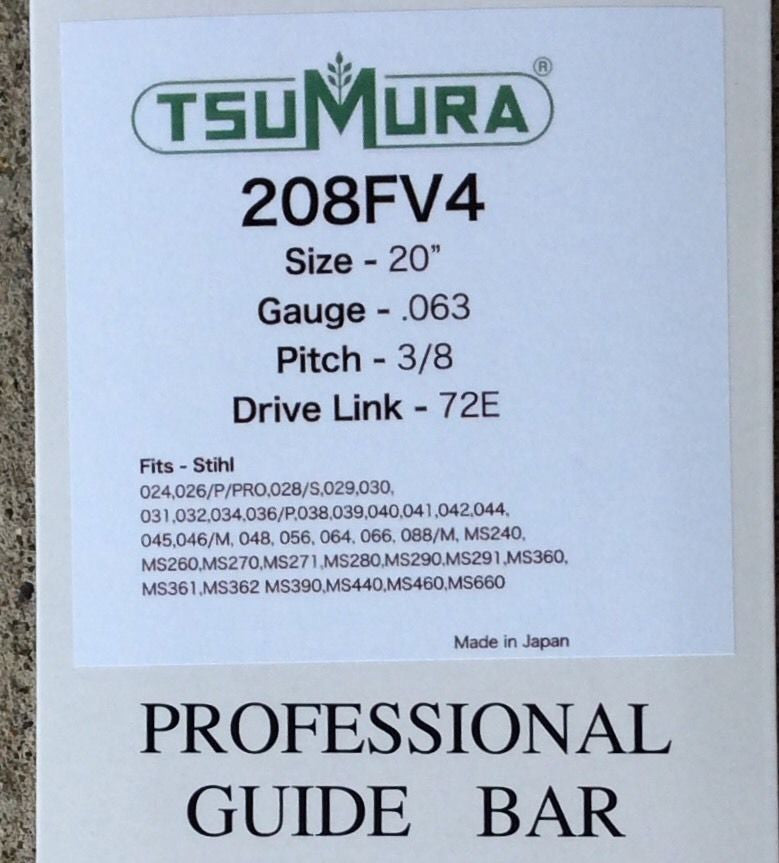 TSUMURA ®
208FV4
Size - 20”
Gauge - .063
Pitch - 3/8
Drive Link - 72E
Fits - Stihl
024,026/P/PRO,028/S,029,030,
031,032,034,036/P,038,039,040,041,042,044,
045,046/M, 048, 056, 064, 066, 088/M, MS240,
MS260,MS270,MS271,MS280,MS290,MS291,MS360,
MS361,MS362 MS390,MS440,MS460,MS660
Made in Japan
PROFESSIONAL
GUIDE BAR